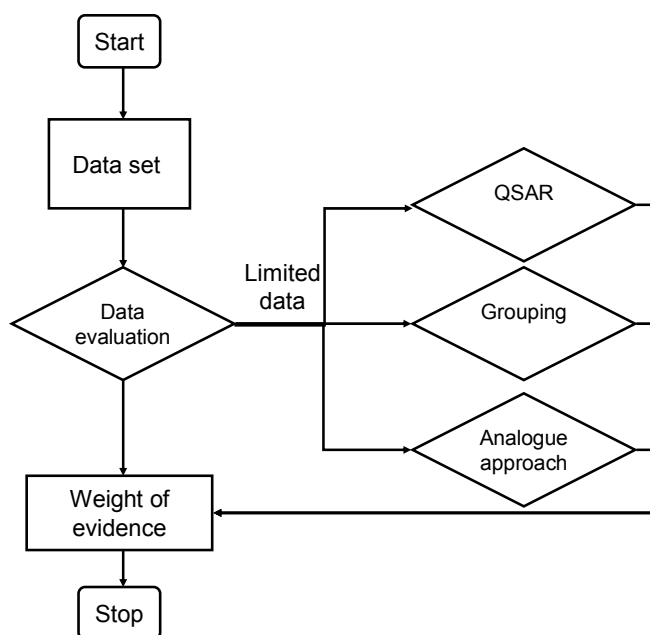 Start
Data set
Data
evaluation
Limited
data
QSAR
Grouping
Analogue
approach
Weight of
evidence
Stop